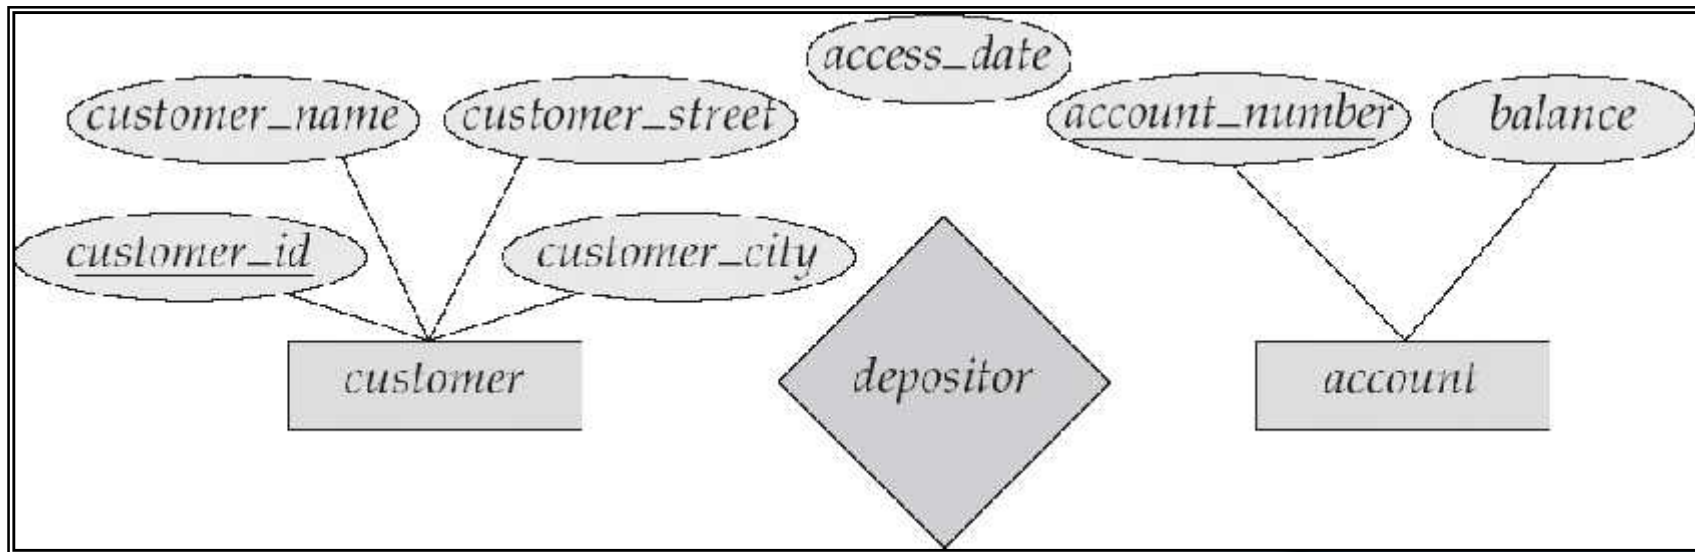 access_date
customer_name
customer_street
account_number
balance
customer_id
customer_city
customer
depositor
account